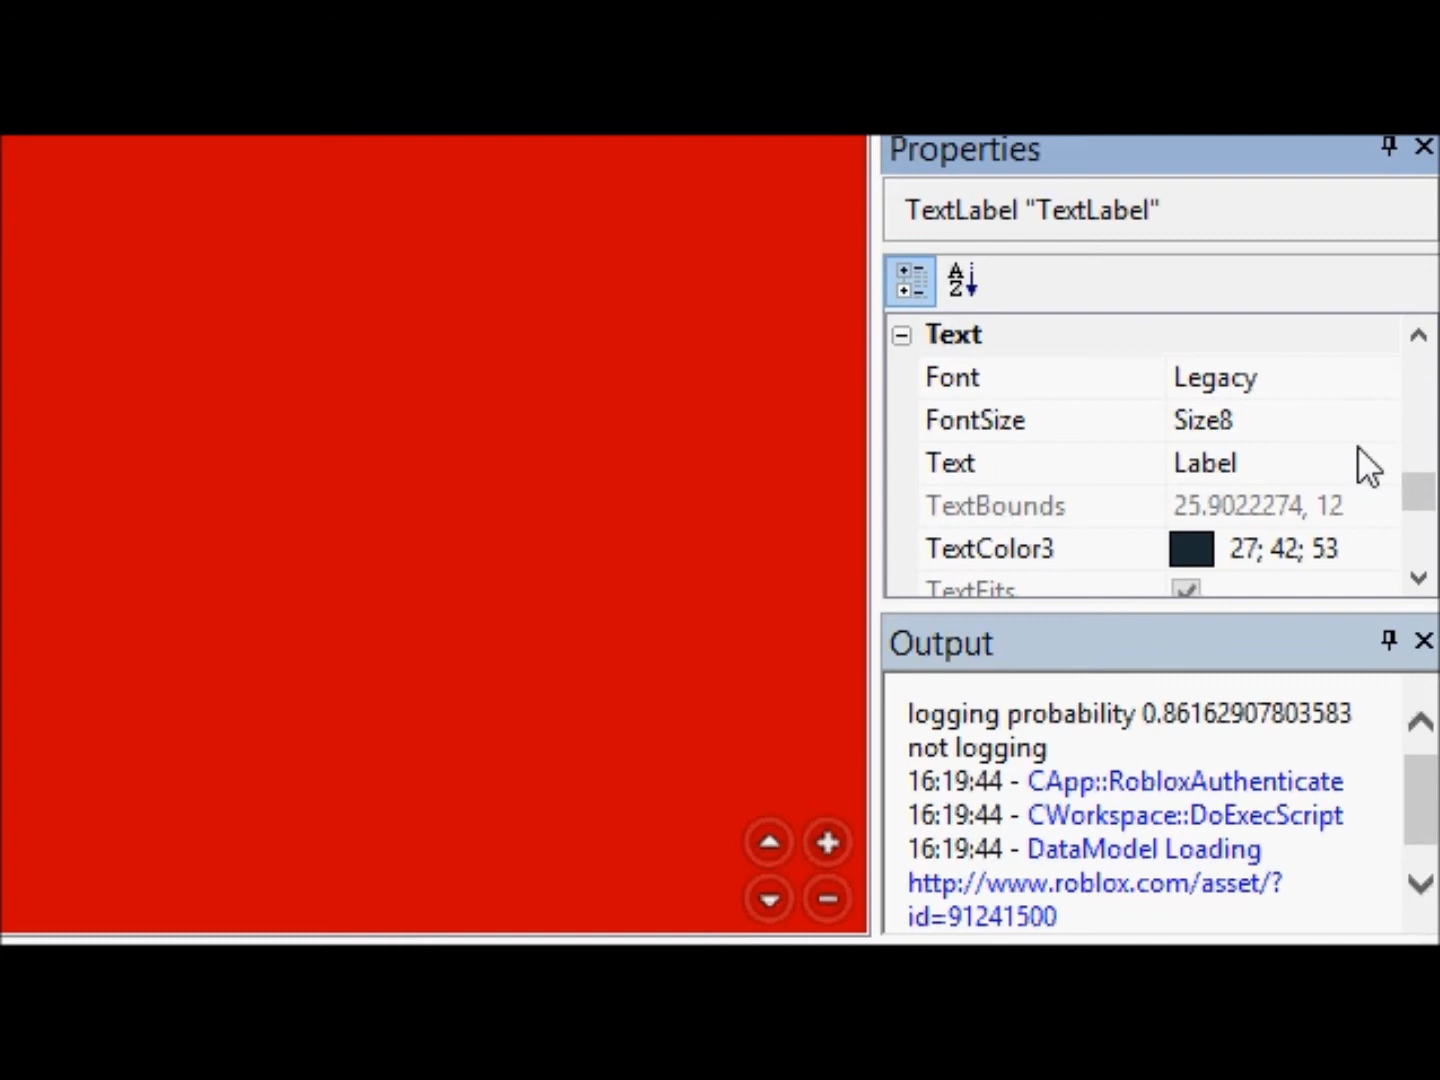 Properties
TextLabel "TextLabel"
Text
Font Legacy
FontSize Size8
Text Label
TextBounds 25.9022274, 12
TextColor3 27; 42; 53
TextFits
Output
logging probability 0.86162907803583
not logging
16:19:44 - CApp::RobloxAuthenticate
16:19:44 - CWorkspace::DoExecScript
16:19:44 - DataModel Loading
http://www.roblox.com/asset/?
id=91241500